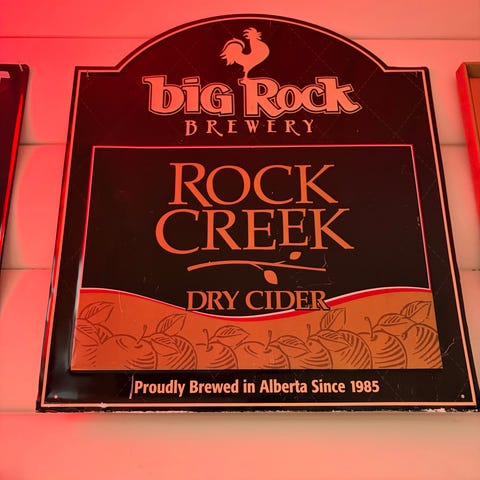 big Rock
BREWERY
ROCK
CREEK
DRY CIDER
Proudly Brewed in Alberta Since 1985